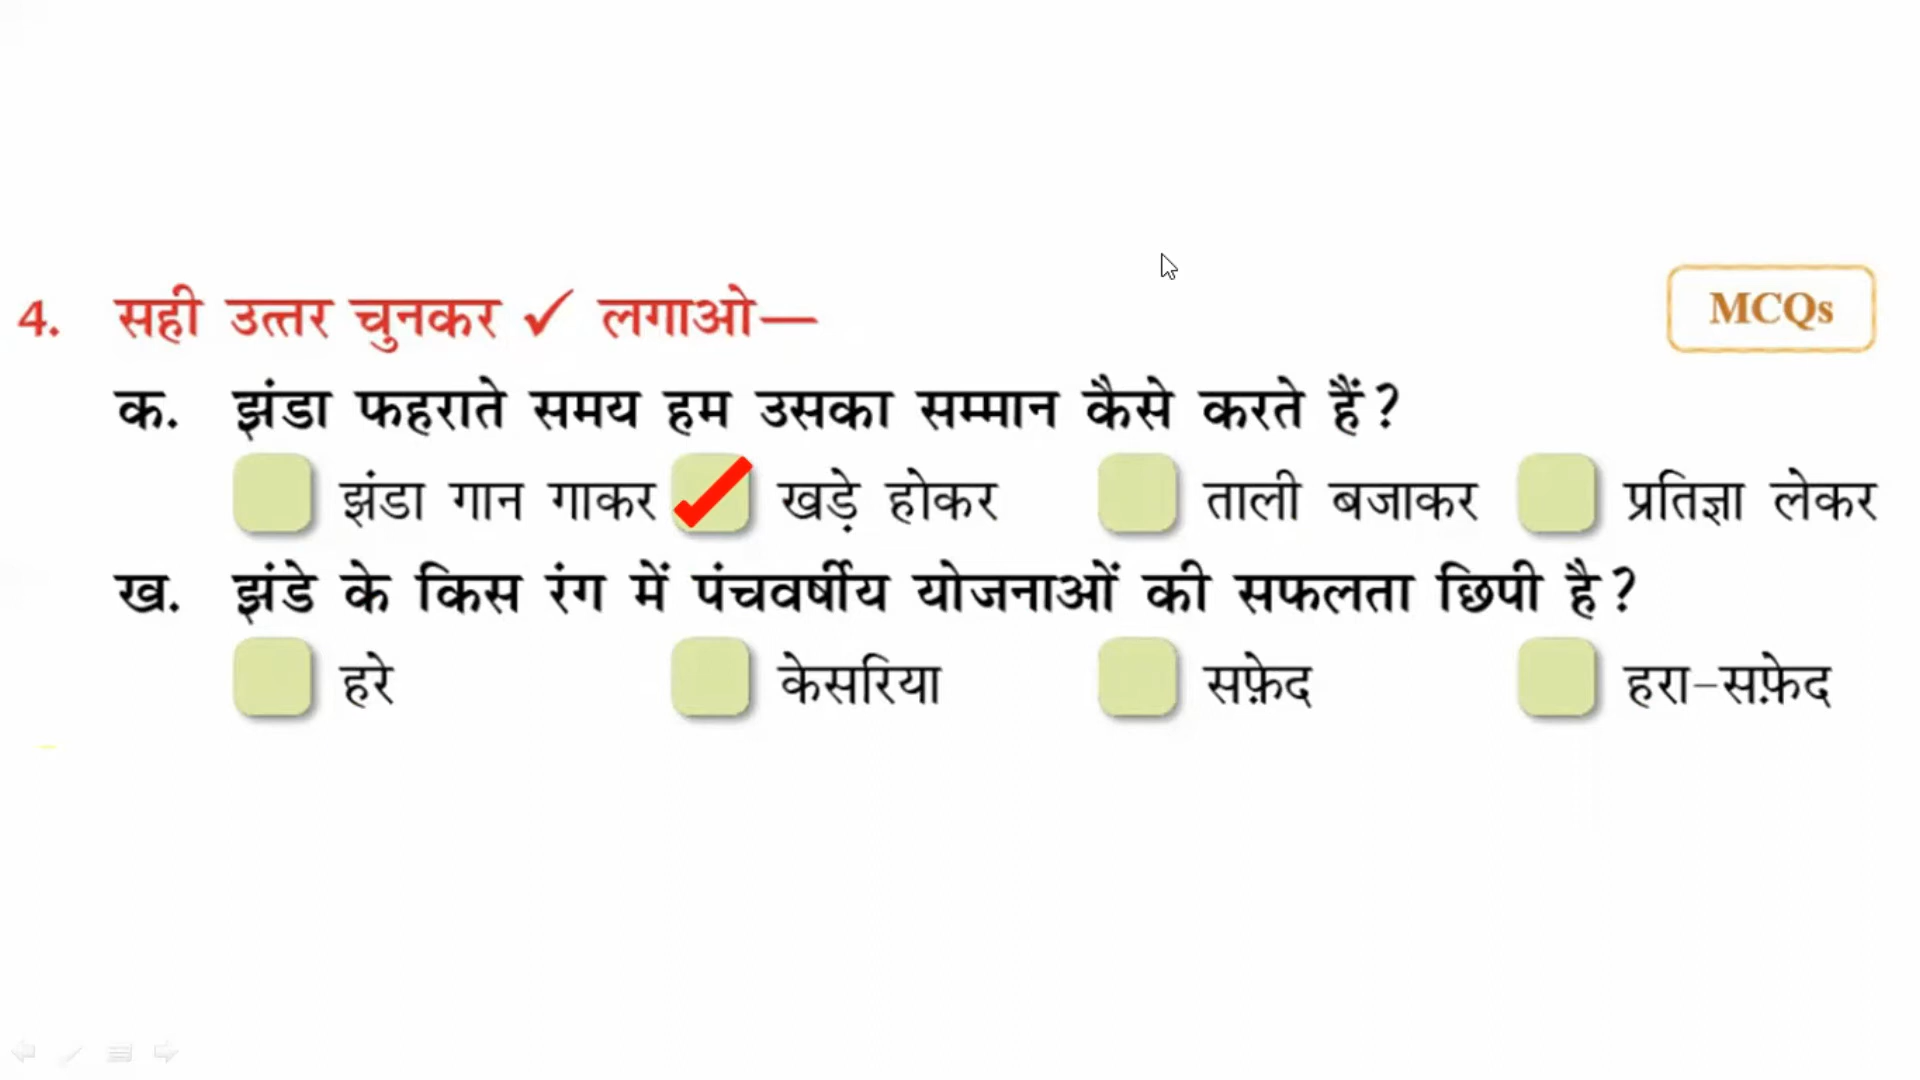 4. सही उत्तर चुनकर ✓ लगाओ—
MCQs
क. झंडा फहराते समय हम उसका सम्मान कैसे करते हैं?
झंडा गान गाकर ✓ खड़े होकर ताली बजाकर प्रतिज्ञा लेकर
ख. झंडे के किस रंग में पंचवर्षीय योजनाओं की सफलता छिपी है?
हरे केसरिया सफ़ेद हरा-सफ़ेद